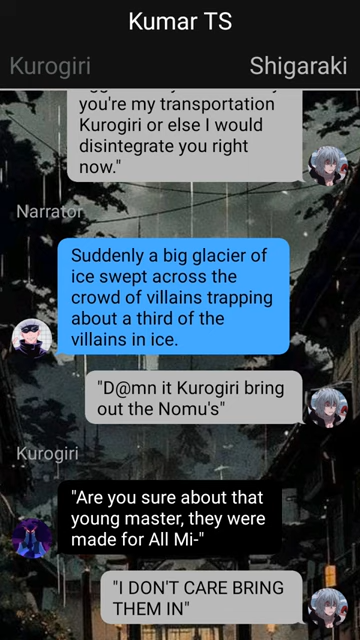 Kumar TS
Kurogiri
Shigaraki
you're my transportation
Kurogiri or else I would
disintegrate you right
now."
Narrator
Suddenly a big glacier of
ice swept across the
crowd of villains trapping
about a third of the
villains in ice.
"D@mn it Kurogiri bring
out the Nomu's"
Kurogiri
"Are you sure about that
young master, they were
made for All Mi-"
"I DON'T CARE BRING
THEM IN"